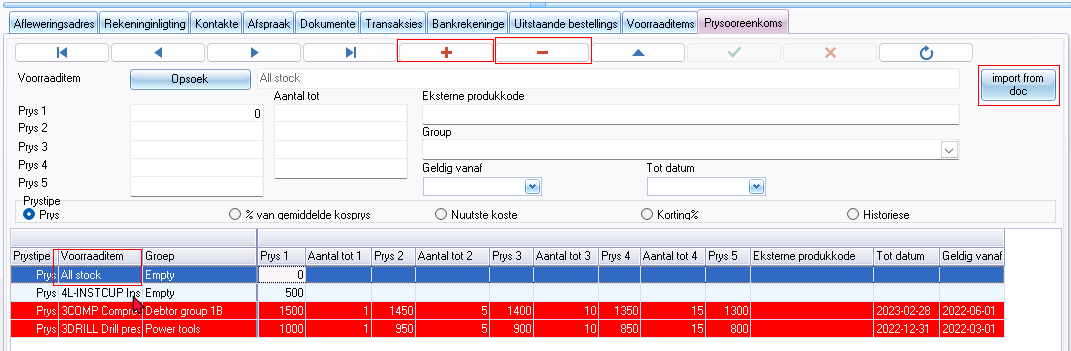 Afleweringsadres Rekeninginligting Kontakte Afspraak Dokumente Transaksies Bankrekeninge Uitstaande bestellings Voorraaditems Prysooreenkoms
Voorraaditem Opsoek All stock import from doc
Aantal tot Eksterne produkkode
Prys 1 0
Prys 2
Group
Prys 3
Prys 4
Geldig vanaf Tot datum
Prys 5
Prystipe
Prys % van gemiddelde kosprys Nuutste koste Korting% Historiese
Prystipe Voorraaditem Groep Prys 1 Aantal tot 1 Prys 2 Aantal tot 2 Prys 3 Aantal tot 3 Prys 4 Aantal tot 4 Prys 5 Eksterne produkkode Tot datum Geldig vanaf
Prys All stock Empty 0
Prys 4L-INSTCUP Ins Empty 500
Prys 3COMP Debtor group 1B 1500 1 1450 5 1400 10 1350 15 1300 2023-02-28 2022-06-01
Prys 3DRILL Drill pres Power tools 1000 1 950 5 900 10 850 15 800 2022-12-31 2022-03-01